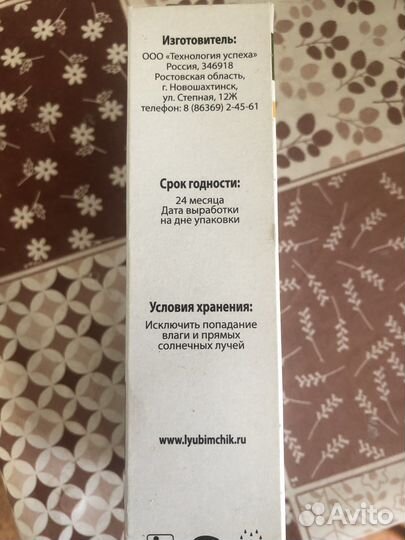 Изготовитель:
ООО «Технология успеха»
Россия, 346918
Ростовская область,
г. Новошахтинск,
ул. Степная, 12Ж
телефон: 8 (86369) 2-45-61
Срок годности:
24 месяца
Дата выработки
на дне упаковки
Условия хранения:
Исключить попадание
влаги и прямых
солнечных лучей
www.lyubimchik.ru
Avito